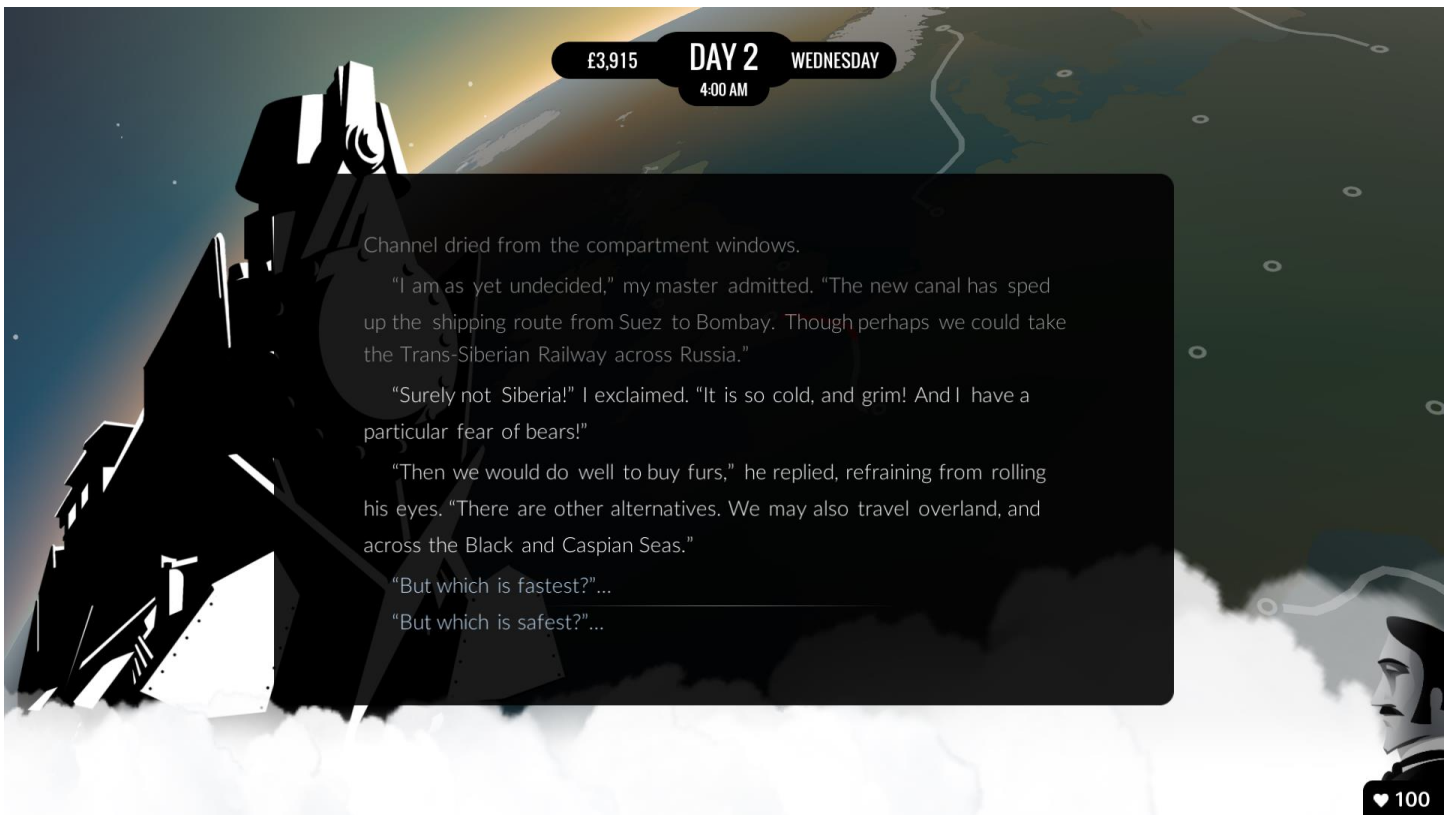 £3,915
DAY 2
WEDNESDAY
4:00 AM
Channel dried from the compartment windows.
“I am as yet undecided,” my master admitted. “The new canal has sped
up the shipping route from Suez to Bombay. Though perhaps we could take
the Trans-Siberian Railway across Russia.”
“Surely not Siberia!” I exclaimed. “It is so cold, and grim! And I have a
particular fear of bears!”
“Then we would do well to buy furs,” he replied, refraining from rolling
his eyes. “There are other alternatives. We may also travel overland, and
across the Black and Caspian Seas.”
“But which is fastest?”...
“But which is safest?”...
100